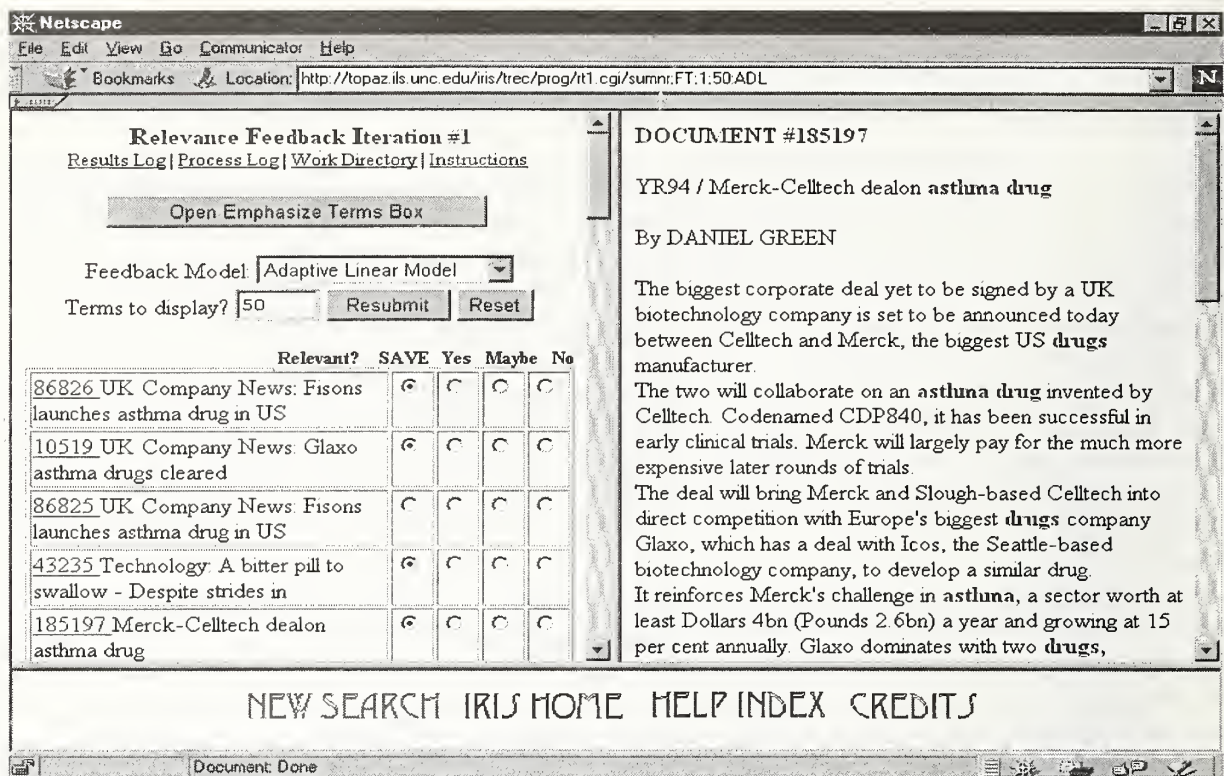 Netscape
File Edit View Go Communicator Help
Bookmarks Location: http://topaz.ils.unc.edu/iris/trec/prog/rt1.cgi/sumnr:FT:1:50:ADL
N
Relevance Feedback Iteration #1
Results Log | Process Log | Work Directory | Instructions
Open Emphasize Terms Box
Feedback Model: Adaptive Linear Model
Terms to display? 50 Resubmit Reset
Relevant? SAVE Yes Maybe No
86826 UK Company News: Fisons
launches asthma drug in US
10519 UK Company News: Glaxo
asthma drugs cleared
86825 UK Company News: Fisons
launches asthma drug in US
43235 Technology: A bitter pill to
swallow - Despite strides in
185197 Merck-Celltech dealon
asthma drug
DOCUMENT #185197
YR94 / Merck-Celltech dealon asthma drug
By DANIEL GREEN
The biggest corporate deal yet to be signed by a UK
biotechnology company is set to be announced today
between Celltech and Merck, the biggest US drugs
manufacturer.
The two will collaborate on an asthma drug invented by
Celltech. Codenamed CDP840, it has been successful in
early clinical trials. Merck will largely pay for the much more
expensive later rounds of trials.
The deal will bring Merck and Slough-based Celltech into
direct competition with Europe's biggest drugs company
Glaxo, which has a deal with Icos, the Seattle-based
biotechnology company, to develop a similar drug.
It reinforces Merck's challenge in asthma, a sector worth at
least Dollars 4bn (Pounds 2.6bn) a year and growing at 15
per cent annually. Glaxo dominates with two drugs,
NEW SEARCH IRIS HOME HELP INDEX CREDITS
Document: Done